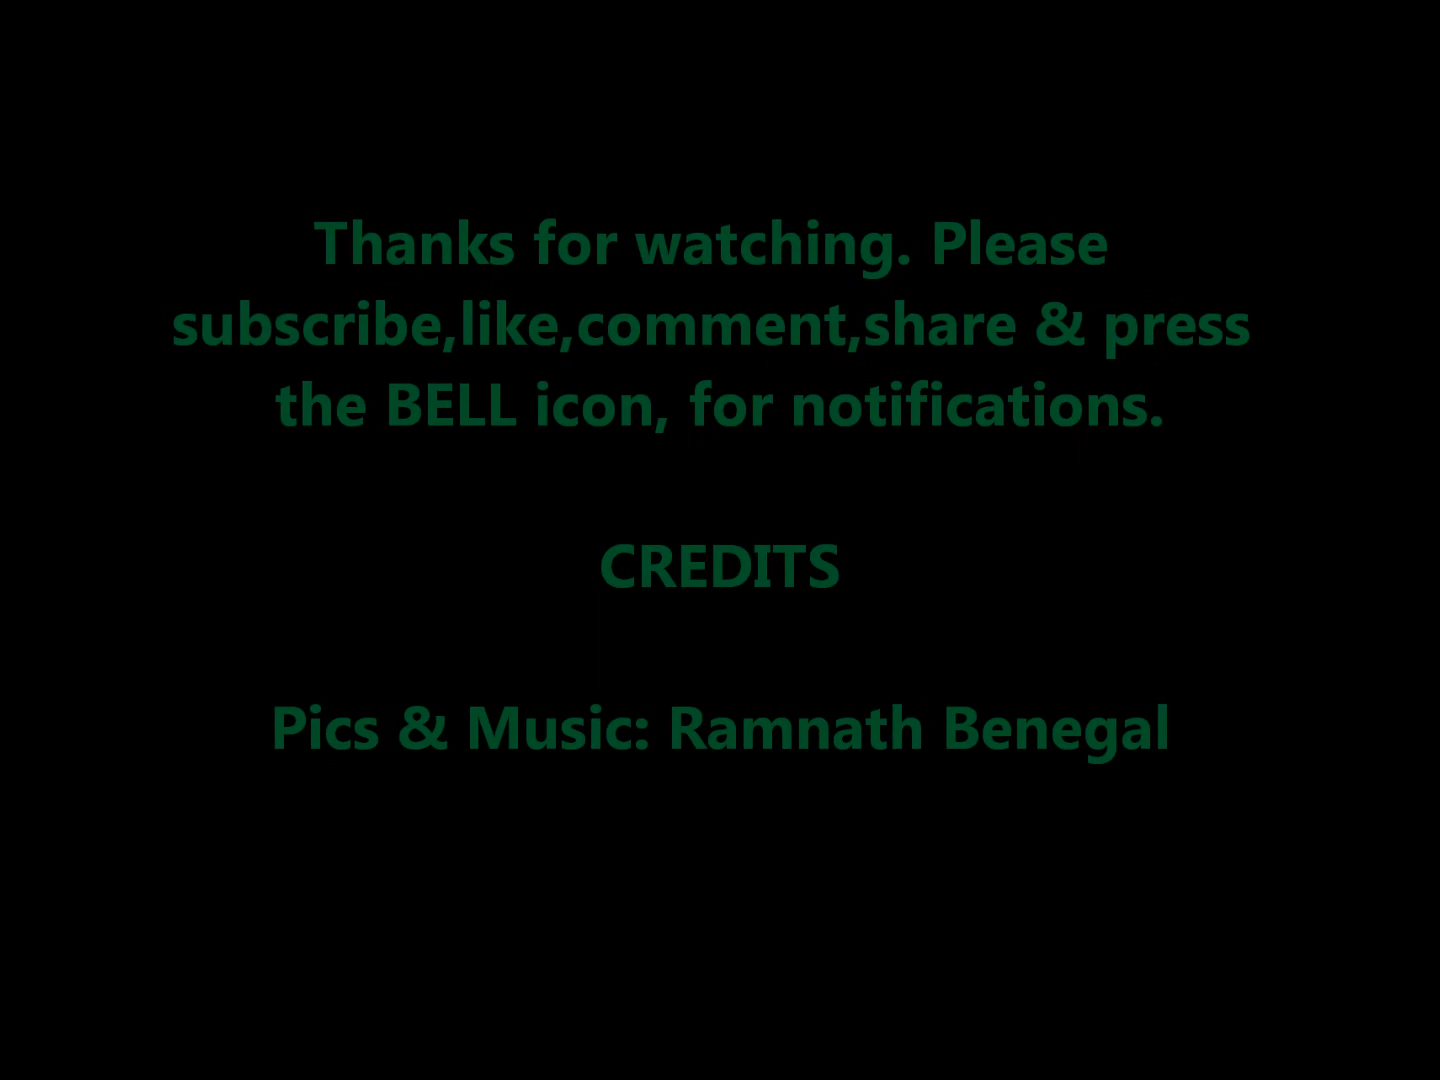 Thanks for watching. Please
subscribe,like,comment,share & press
the BELL icon, for notifications.
CREDITS
Pics & Music: Ramnath Benegal